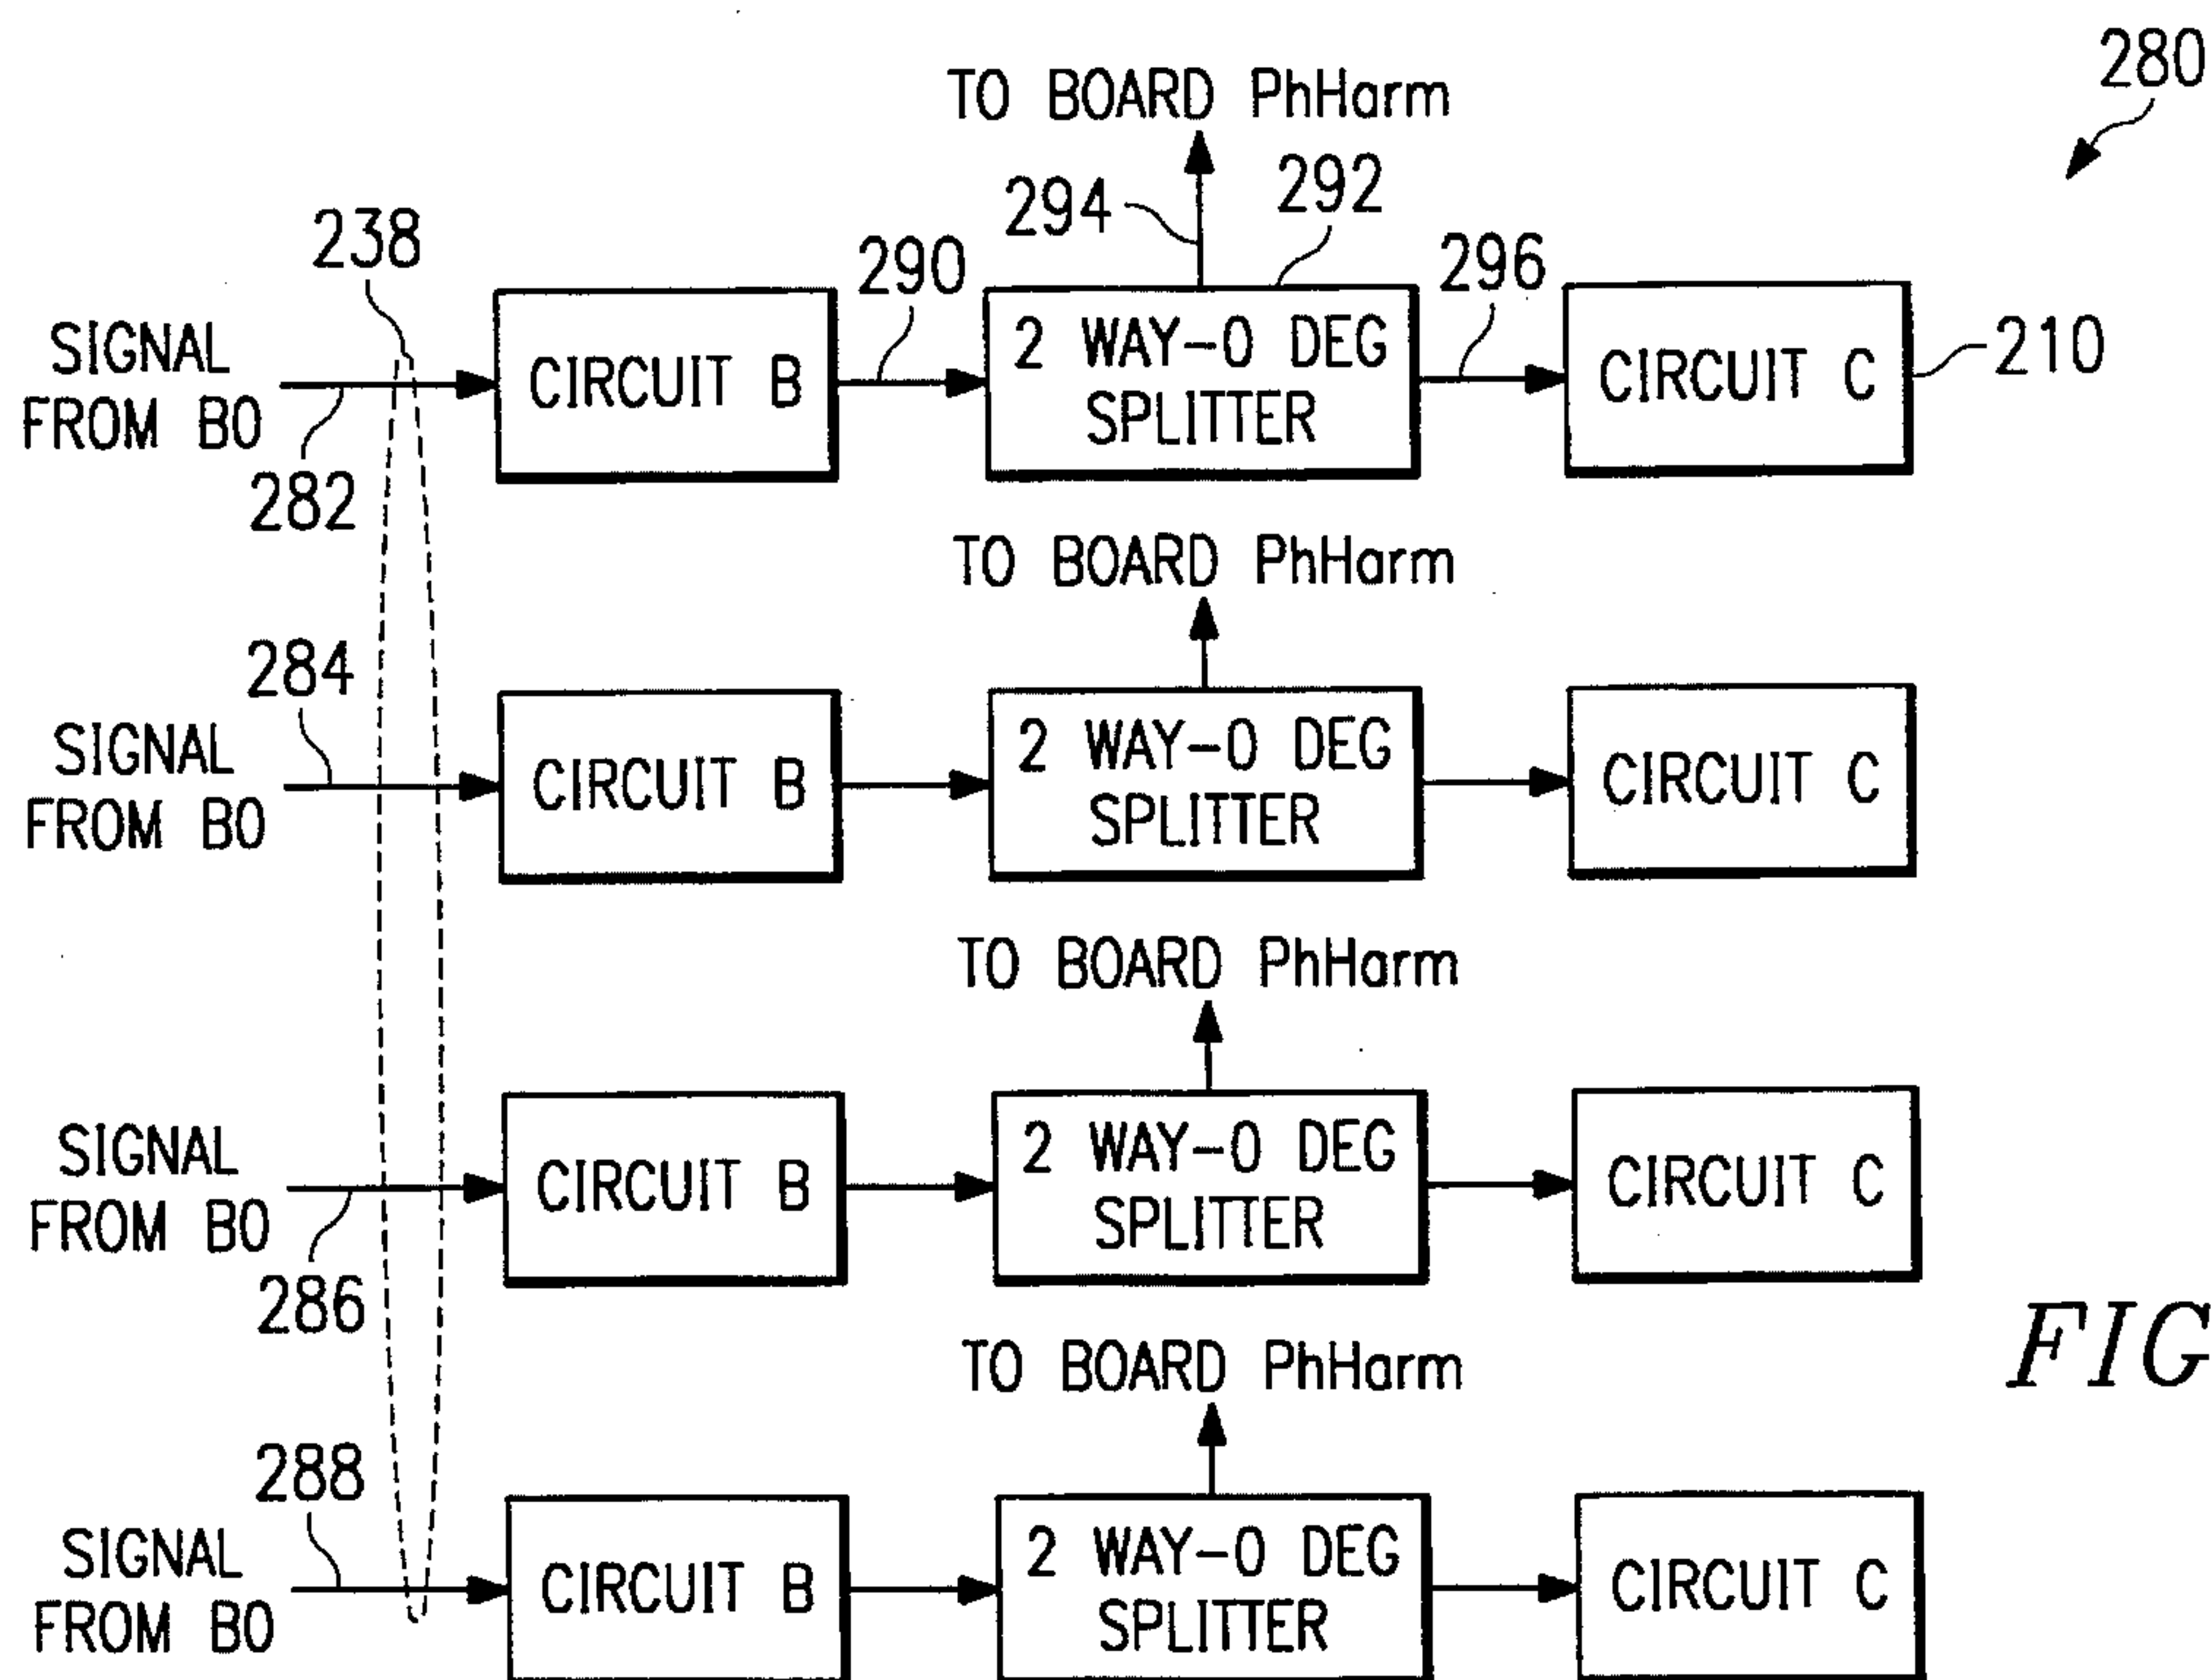 280
TO BOARD PhHarm
294
292
238
290
296
SIGNAL
FROM B0
282
CIRCUIT B
2 WAY-0 DEG
SPLITTER
CIRCUIT C
210
TO BOARD PhHarm
284
SIGNAL
FROM B0
CIRCUIT B
2 WAY-0 DEG
SPLITTER
CIRCUIT C
TO BOARD PhHarm
SIGNAL
FROM B0
286
CIRCUIT B
2 WAY-0 DEG
SPLITTER
CIRCUIT C
FIG
TO BOARD PhHarm
288
SIGNAL
FROM B0
CIRCUIT B
2 WAY-0 DEG
SPLITTER
CIRCUIT C